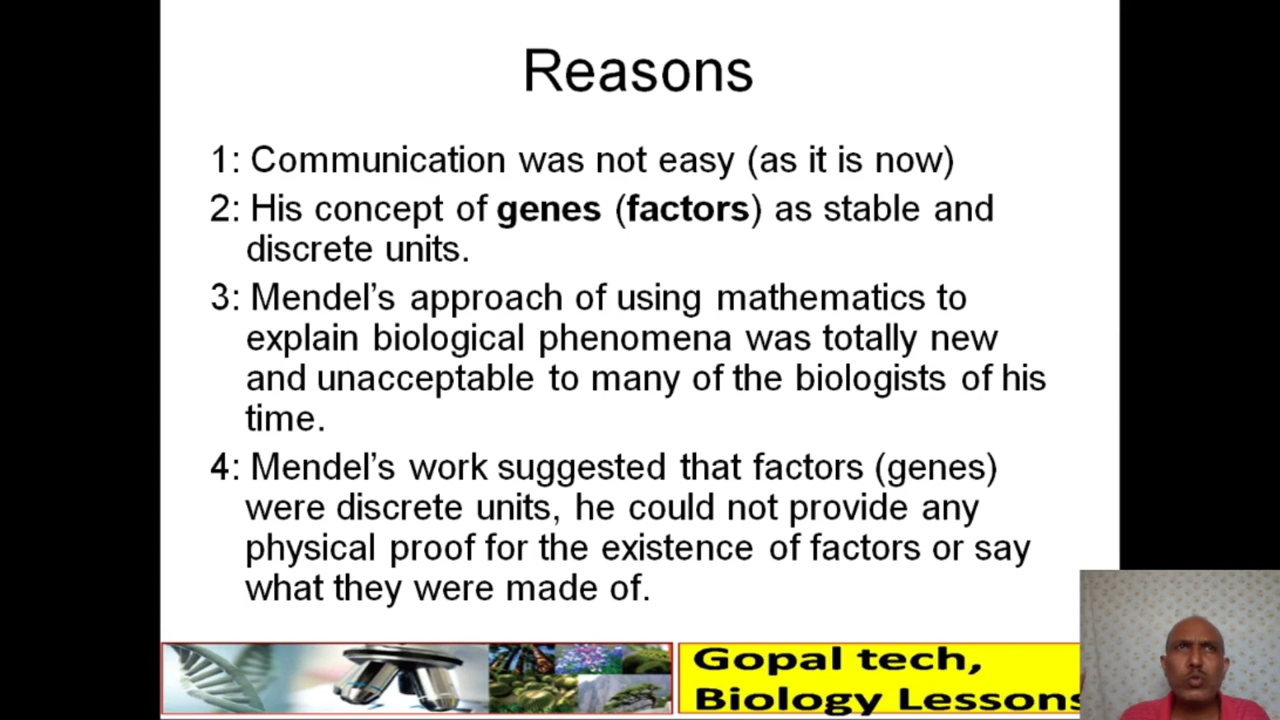 Reasons
1: Communication was not easy (as it is now)
2: His concept of genes (factors) as stable and
discrete units.
3: Mendel's approach of using mathematics to
explain biological phenomena was totally new
and unacceptable to many of the biologists of his
time.
4: Mendel's work suggested that factors (genes)
were discrete units, he could not provide any
physical proof for the existence of factors or say
what they were made of.
Gopal tech,
Biology Lessons